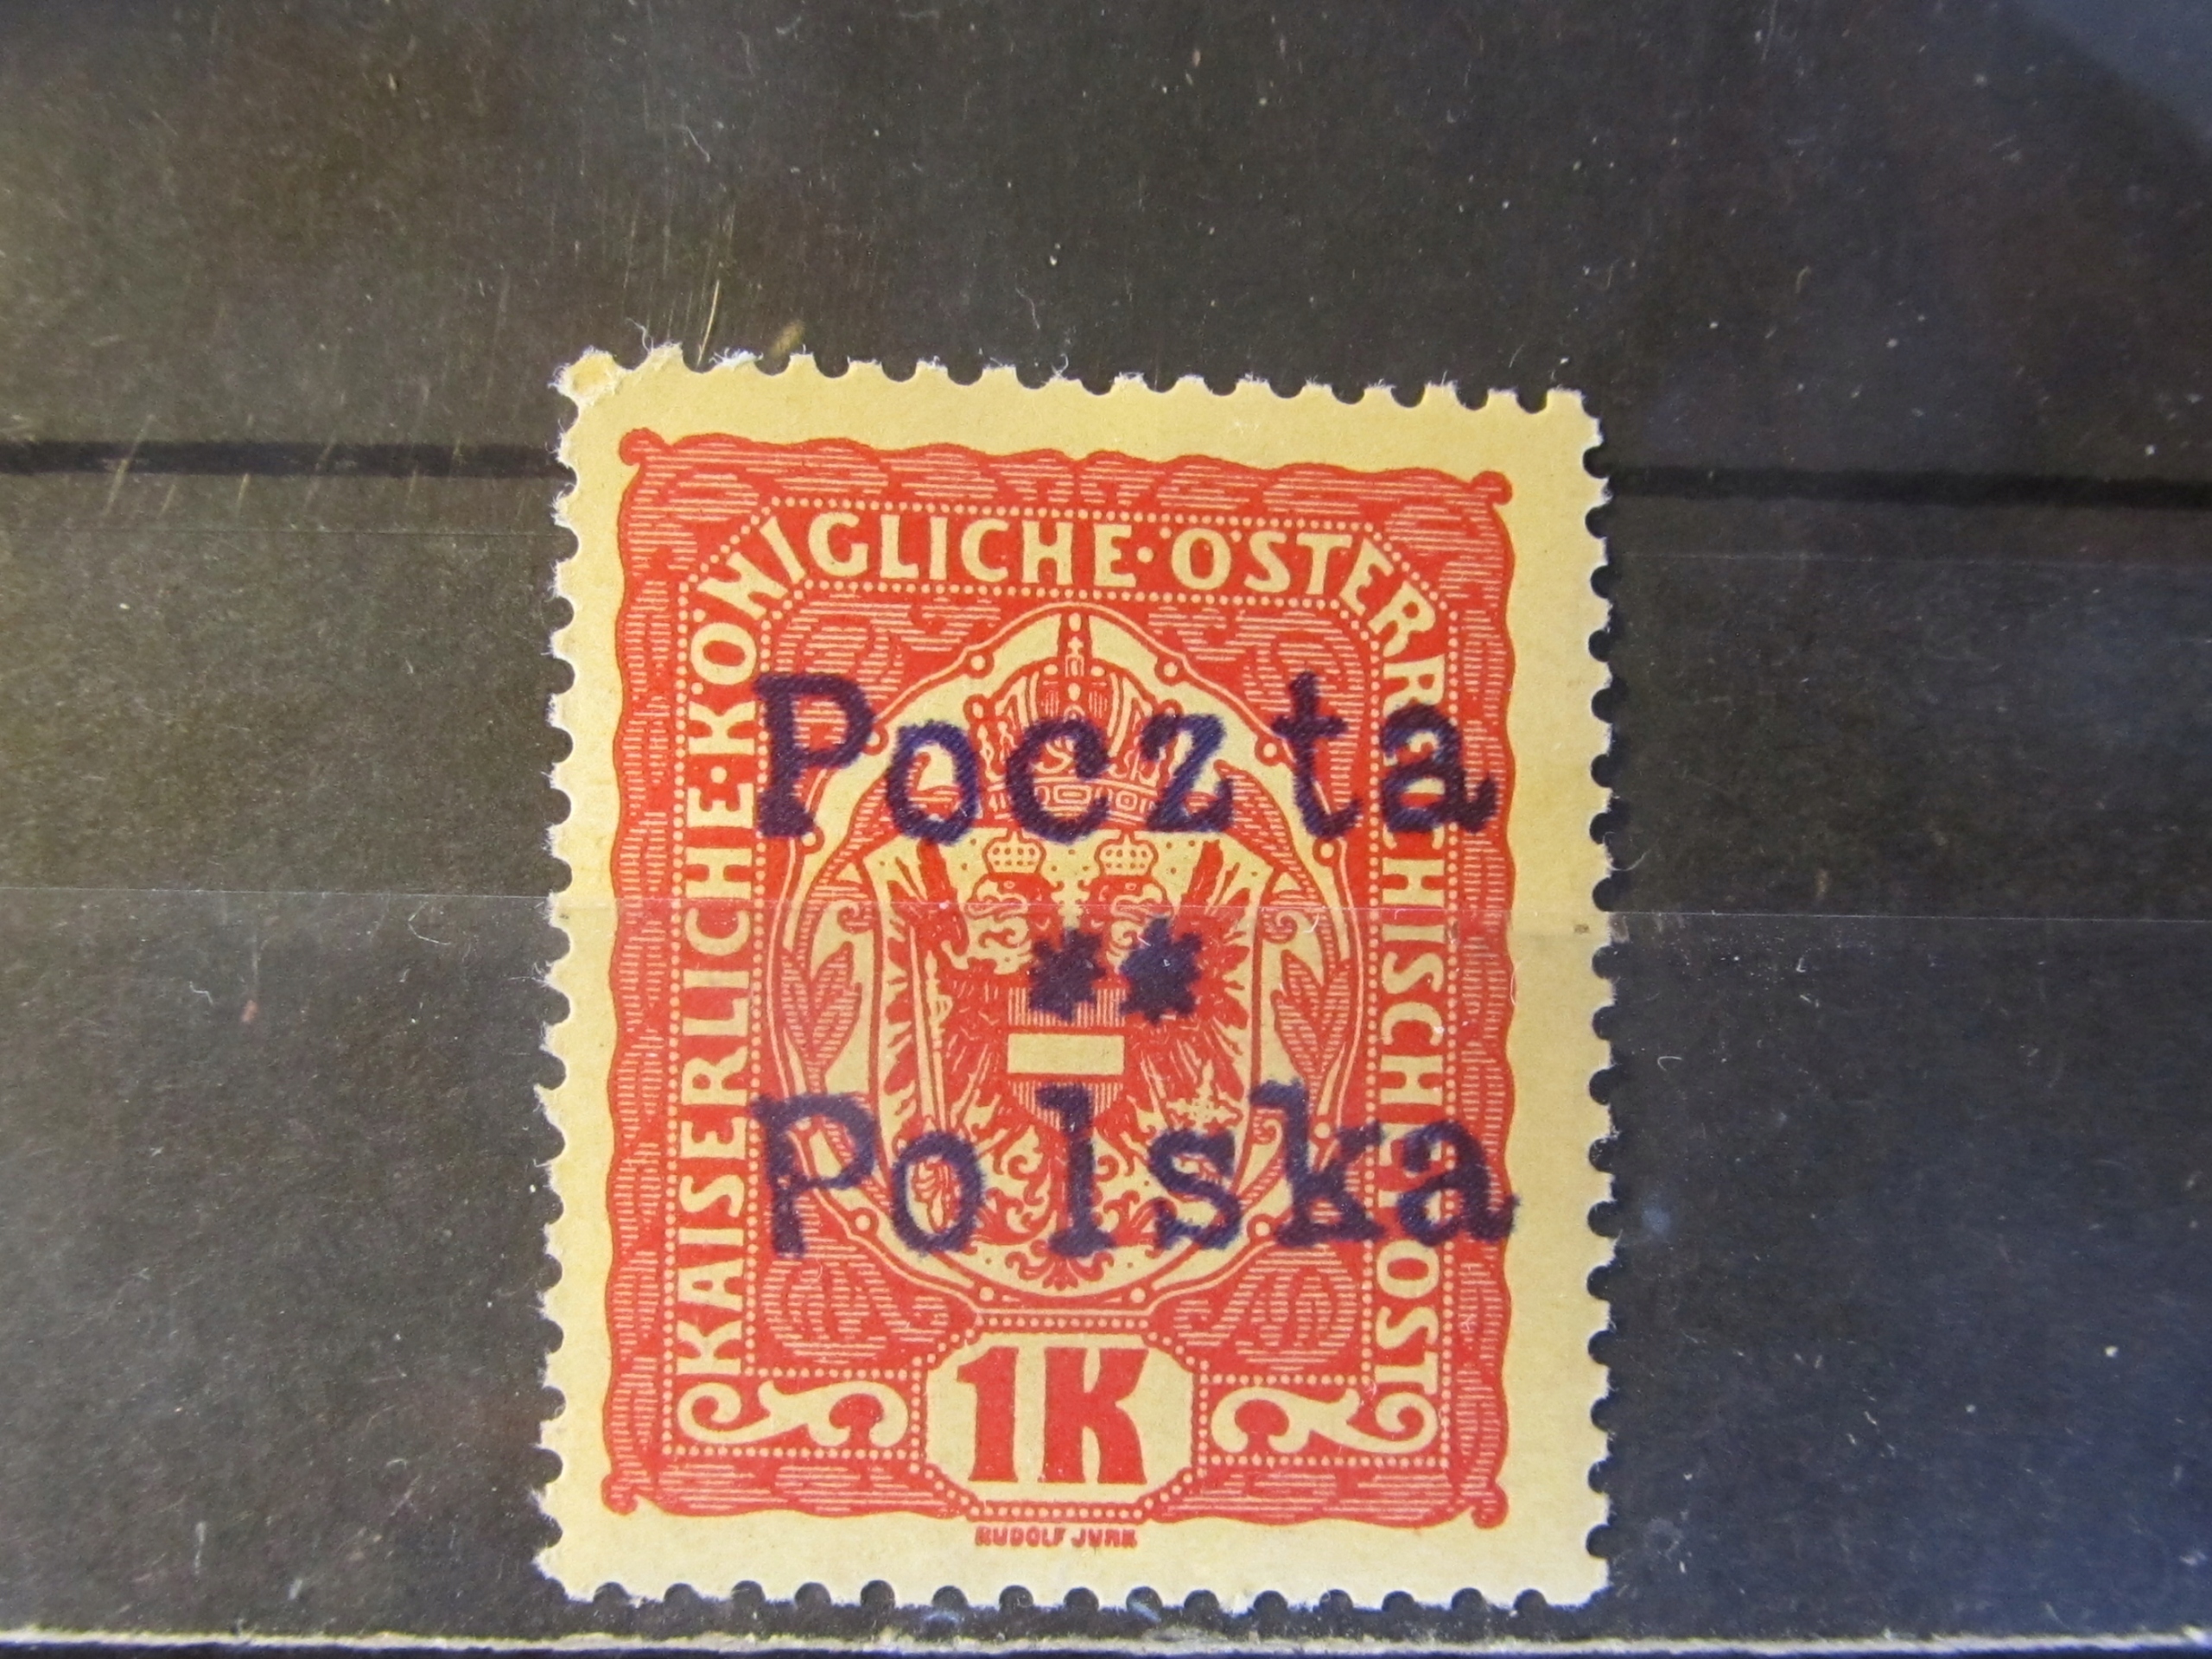 KAISERLICHE·KÖNIGLICHE·ÖSTERREICHISCHE POST
Poczta
**
Polska
1K
RUDOLF JUNK